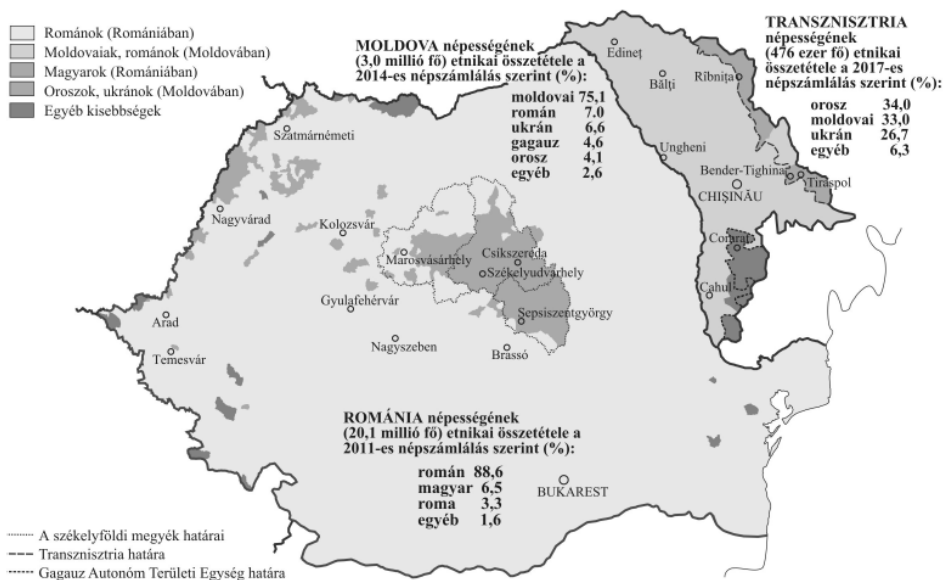 Románok (Romániában)
Moldovaiak, románok (Moldovában)
Magyarok (Romániában)
Oroszok, ukránok (Moldovában)
Egyéb kisebbségek
MOLDOVA népességének
(3,0 millió fő) etnikai összetétele a
2014-es népszámlálás szerint (%):
moldovai 75,1
román 7.0
ukrán 6,6
gagauz 4,6
orosz 4,1
egyéb 2,6
TRANSZNISZTRIA
népességének
(476 ezer fő) etnikai
összetétele a 2017-es
népszámlálás szerint (%):
orosz 34,0
moldovai 33,0
ukrán 26,7
egyéb 6,3
Edineț
Bălți
Rîbnița
Ungheni
Bender-Tighina
Tiraspol
CHIȘINĂU
Comrat
Cahul
Szatmárnémeti
Nagyvárad
Kolozsvár
Marosvásárhely
Csíkszereda
Székelyudvarhely
Gyulafehérvár
Sepsiszentgyörgy
Arad
Nagyszeben
Brassó
Temesvár
ROMÁNIA népességének
(20,1 millió fő) etnikai összetétele a
2011-es népszámlálás szerint (%):
román 88,6
magyar 6,5
roma 3,3
egyéb 1,6
BUKAREST
A székelyföldi megyék határai
Transznisztria határa
Gagauz Autonóm Területi Egység határa